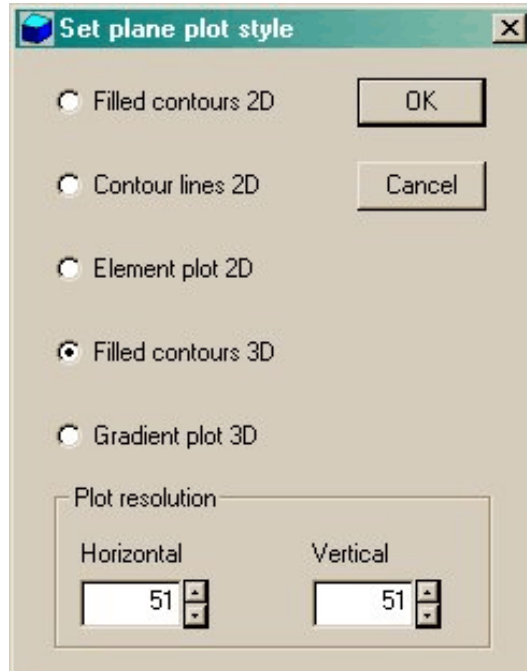 Set plane plot style
Filled contours 2D
OK
Contour lines 2D
Cancel
Element plot 2D
Filled contours 3D
Gradient plot 3D
Plot resolution
Horizontal
Vertical
51
51